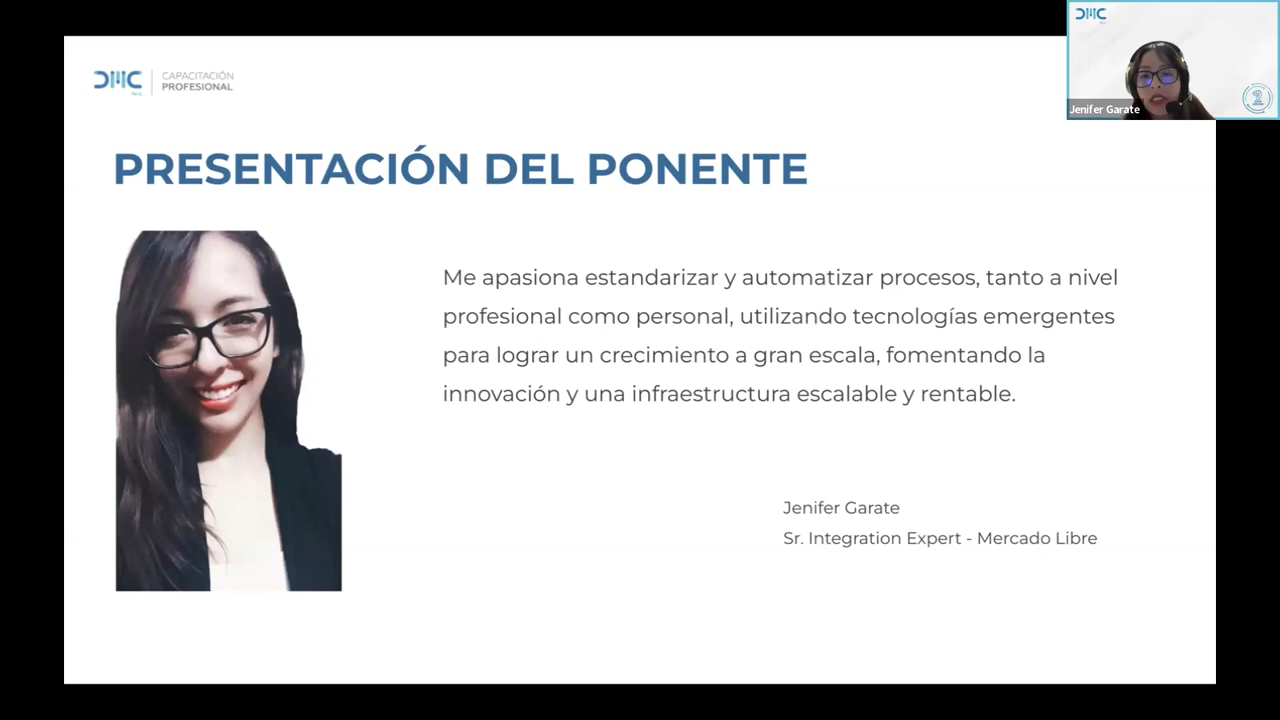 DMC
CAPACITACIÓN
PROFESIONAL
DMC
Jenifer Garate
PRESENTACIÓN DEL PONENTE
Me apasiona estandarizar y automatizar procesos, tanto a nivel
profesional como personal, utilizando tecnologías emergentes
para lograr un crecimiento a gran escala, fomentando la
innovación y una infraestructura escalable y rentable.
Jenifer Garate
Sr. Integration Expert - Mercado Libre